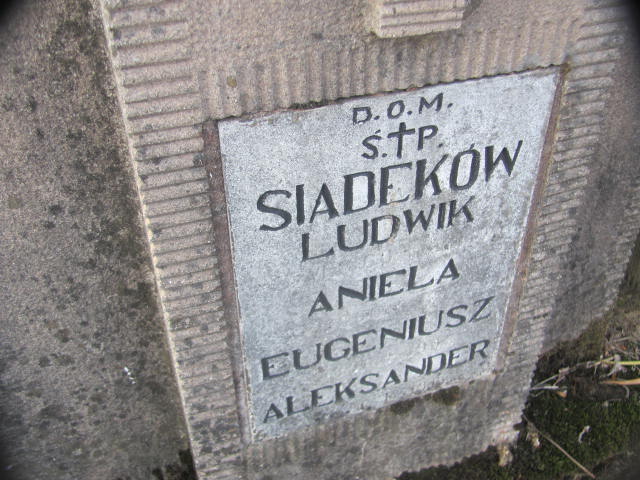 D.O.M.
Ś.†P.
SIADEKÓW
LUDWIK
ANIELA
EUGENIUSZ
ALEKSANDER